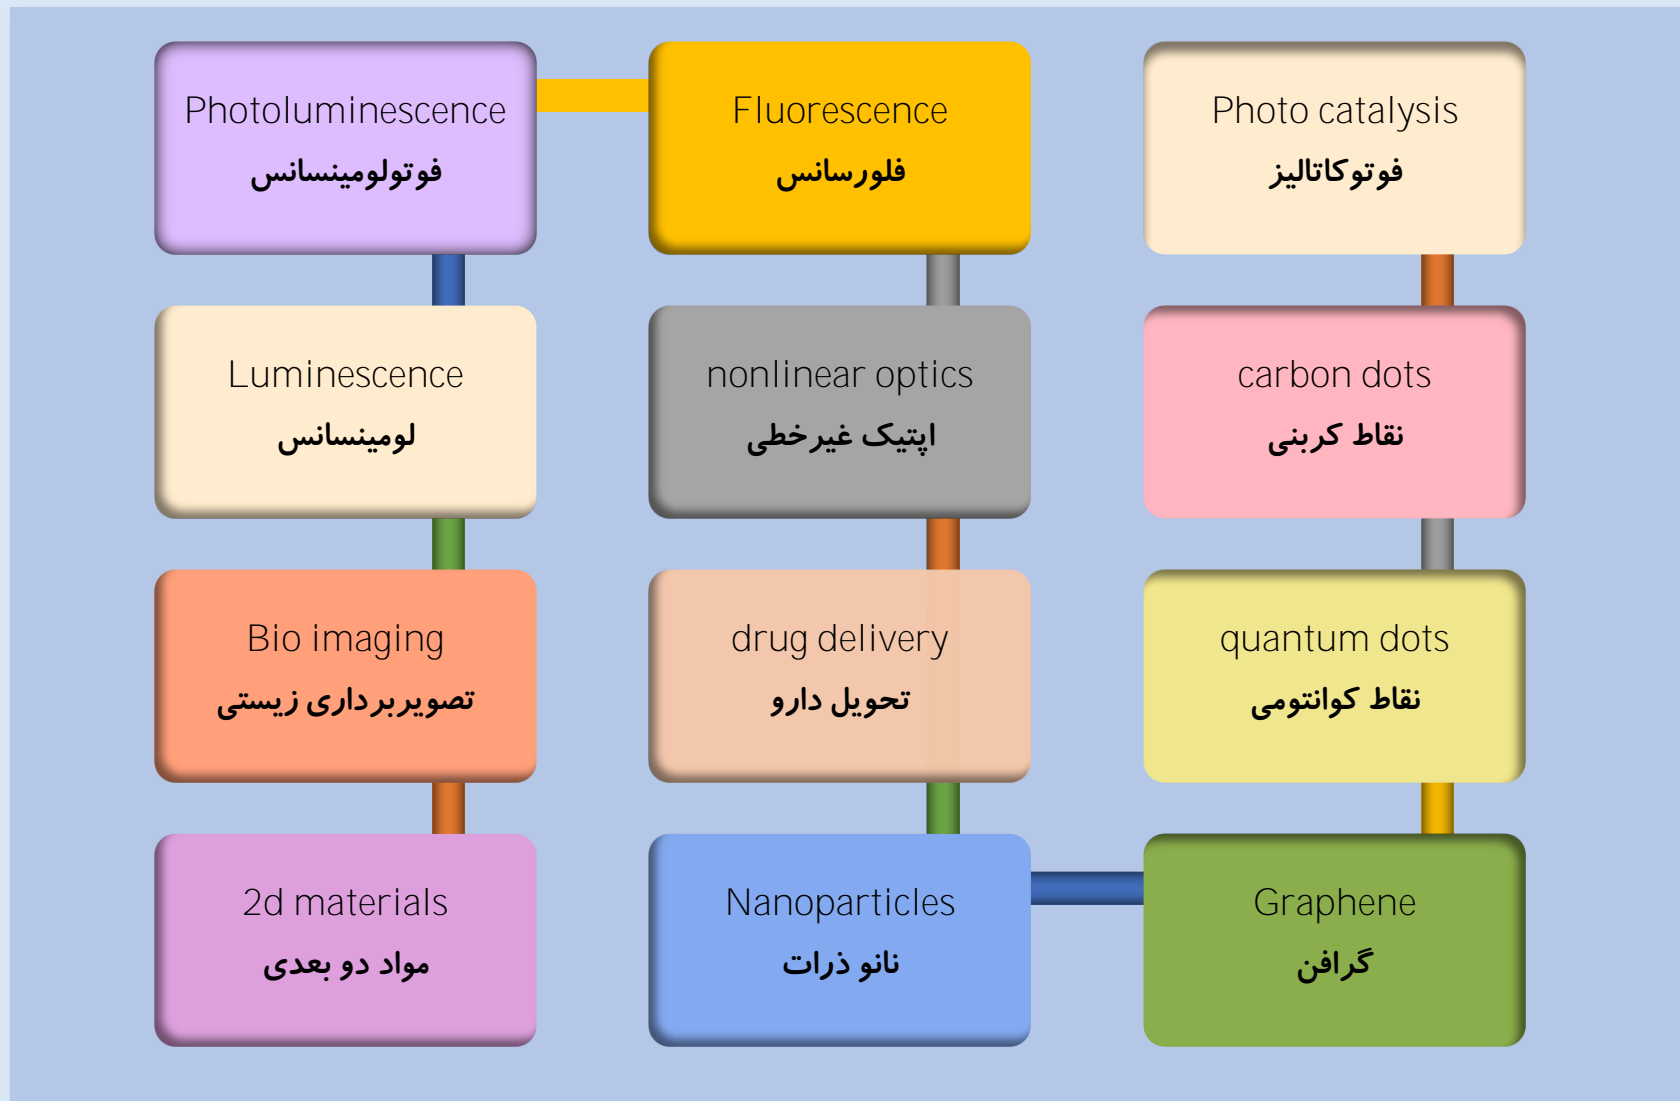 Photoluminescence
فوتولومینسانس
Fluorescence
فلورسانس
Photo catalysis
فوتوکاتالیز
Luminescence
لومینسانس
nonlinear optics
اپتیک غیرخطی
carbon dots
نقاط کربنی
Bio imaging
تصویربرداری زیستی
drug delivery
تحویل دارو
quantum dots
نقاط کوانتومی
2d materials
مواد دو بعدی
Nanoparticles
نانو ذرات
Graphene
گرافن